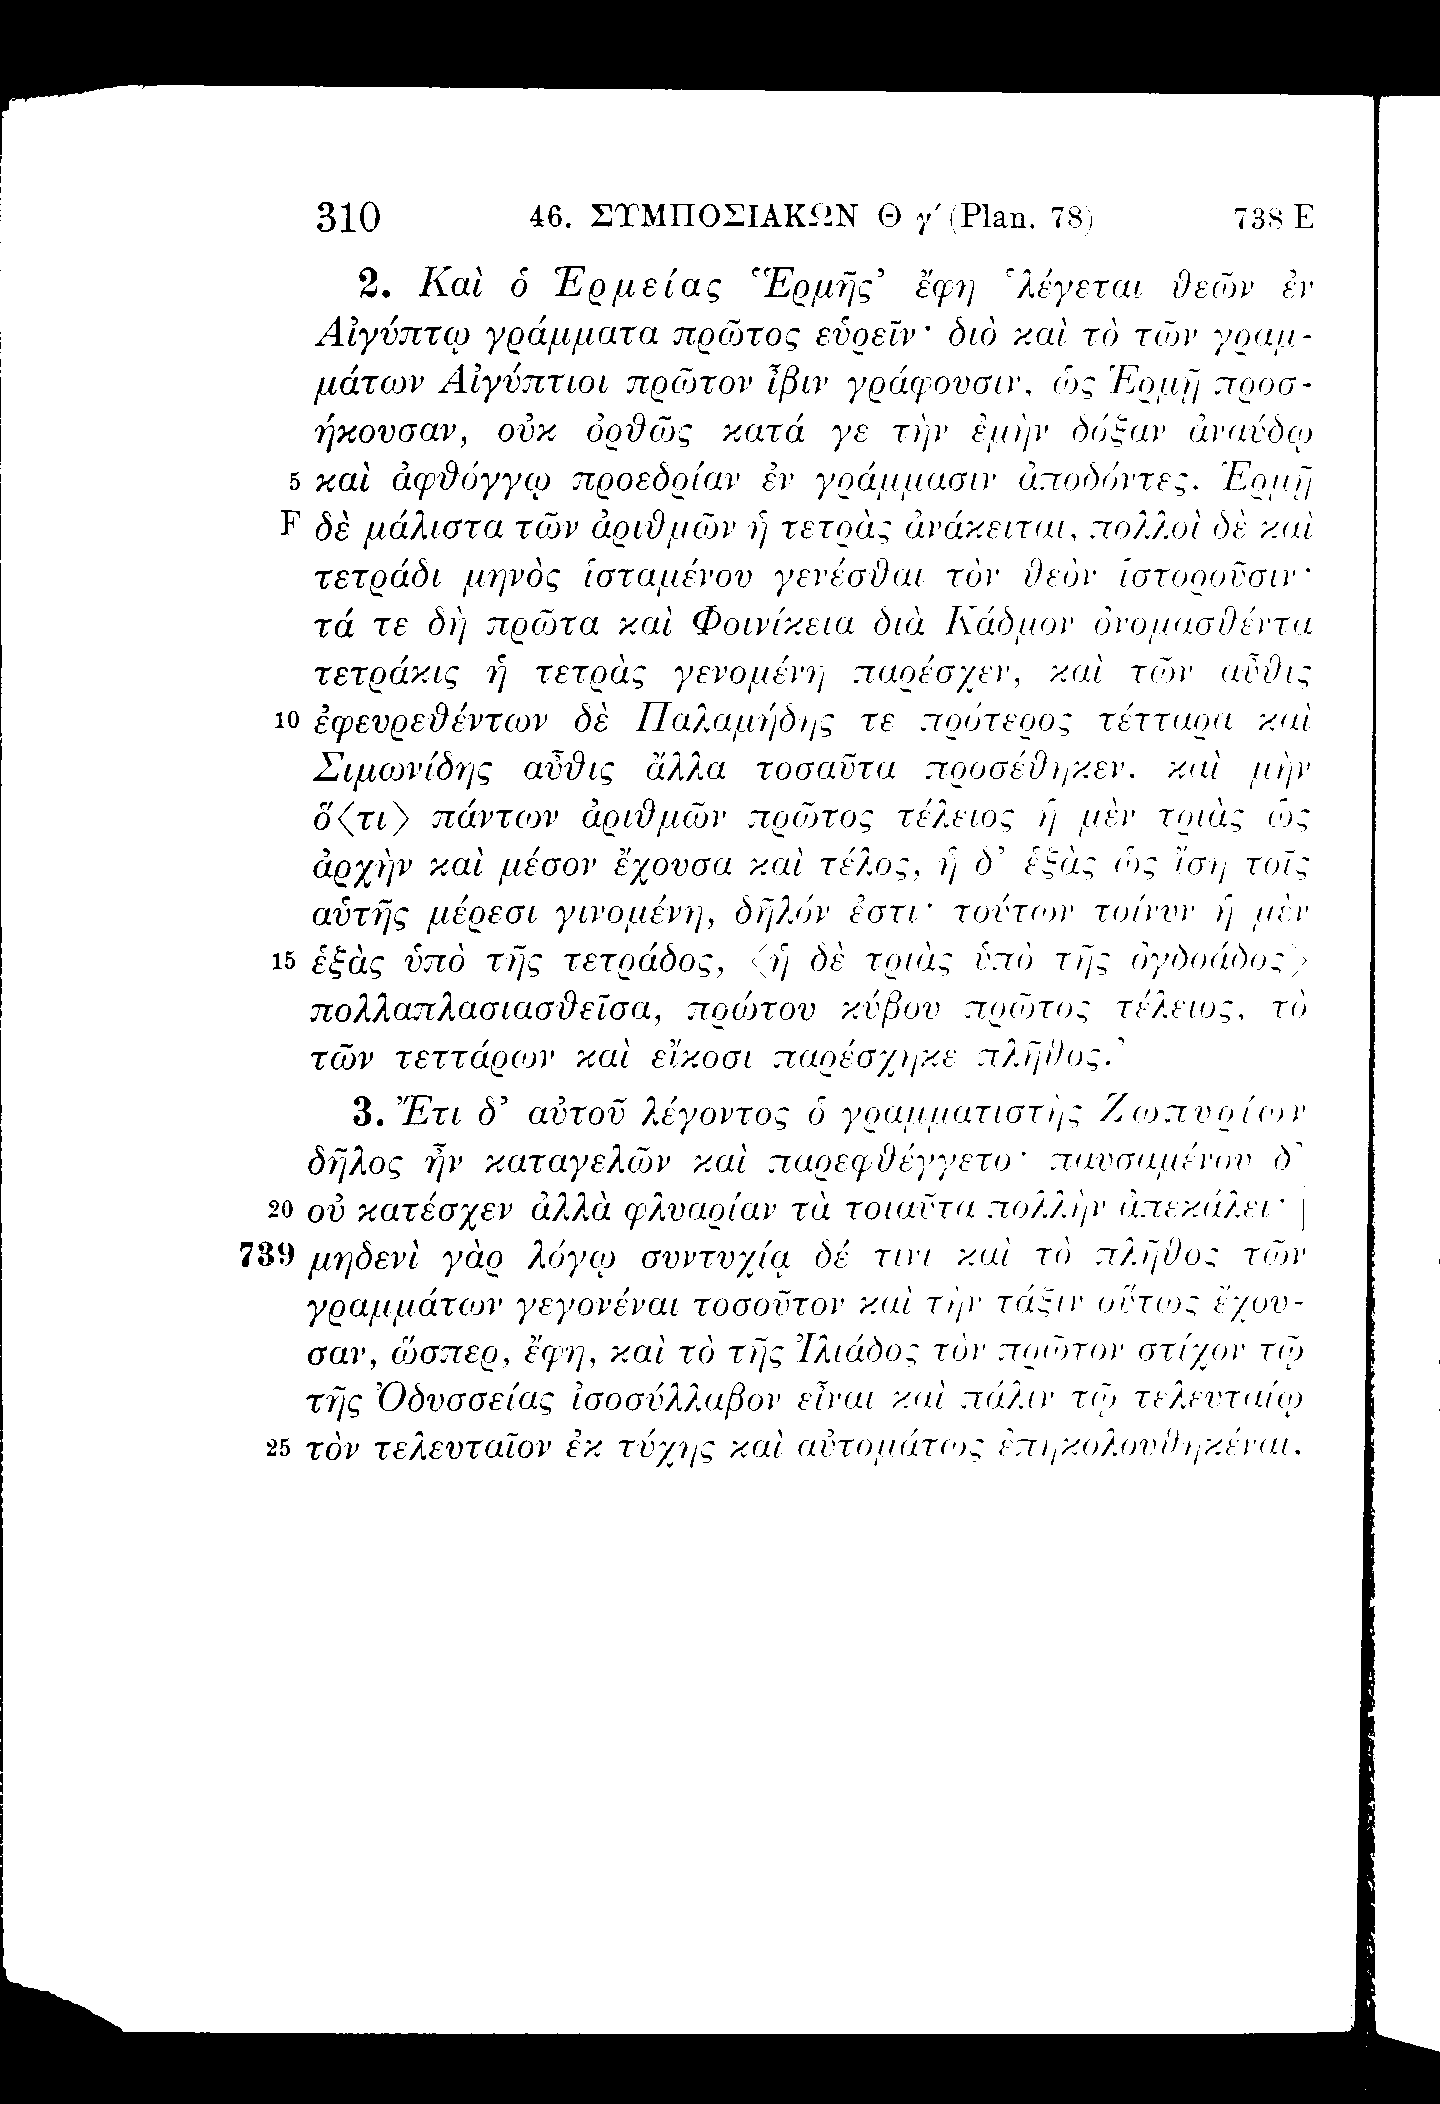 310 46. ΣΥΜΠΟΣΙΑΚΩΝ Θ γ′ (Plan. 78) 738 E
2. Καὶ ὁ Ἑρμείας ‘Ἑρμῆς’ ἔφη ‘λέγεται θεῶν ἐν
Αἰγύπτῳ γράμματα πρῶτος εὑρεῖν· διὸ καὶ τὸ τῶν γραμ-
μάτων Αἰγύπτιοι πρῶτον ἶβιν γράφουσιν, ὡς Ἑρμῇ προσ-
ήκουσαν, οὐκ ὀρθῶς κατά γε τὴν ἐμὴν δόξαν ἀναύδῳ
5 καὶ ἀφθόγγῳ προεδρίαν ἐν γράμμασιν ἀποδόντες. Ἑρμῇ
F δὲ μάλιστα τῶν ἀριθμῶν ἡ τετρὰς ἀνάκειται, πολλοὶ δὲ καὶ
τετράδι μηνὸς ἱσταμένου γενέσθαι τὸν θεὸν ἱστοροῦσιν·
τά τε δὴ πρῶτα καὶ Φοινίκεια διὰ Κάδμον ὀνομασθέντα
τετράκις ἡ τετρὰς γενομένη παρέσχεν, καὶ τῶν αὖθις
10 ἐφευρεθέντων δὲ Παλαμήδης τε πρότερος τέτταρα καὶ
Σιμωνίδης αὖθις ἄλλα τοσαῦτα προσέθηκεν. καὶ μὴν
ὅ⟨τι⟩ πάντων ἀριθμῶν πρῶτος τέλειος ἡ μὲν τριὰς ὡς
ἀρχὴν καὶ μέσον ἔχουσα καὶ τέλος, ἡ δ’ ἑξὰς ὡς ἴση τοῖς
αὑτῆς μέρεσι γινομένη, δῆλόν ἐστι· τούτων τοίνυν ἡ μὲν
15 ἑξὰς ὑπὸ τῆς τετράδος, ⟨ἡ δὲ τριὰς ὑπὸ τῆς ὀγδοάδος⟩
πολλαπλασιασθεῖσα, πρώτου κύβου πρῶτος τέλειος, τὸ
τῶν τεττάρων καὶ εἴκοσι παρέσχηκε πλῆθος.’
3. Ἔτι δ’ αὐτοῦ λέγοντος ὁ γραμματιστὴς Ζωπυρίων
δῆλος ἦν καταγελῶν καὶ παρεφθέγγετο· παυσαμένου δ’
20 οὐ κατέσχεν ἀλλὰ φλυαρίαν τὰ τοιαῦτα πολλὴν ἀπεκάλει· |
739 μηδενὶ γὰρ λόγῳ συντυχίᾳ δέ τινι καὶ τὸ πλῆθος τῶν
γραμμάτων γεγονέναι τοσοῦτον καὶ τὴν τάξιν οὕτως ἔχου-
σαν, ὥσπερ, ἔφη, καὶ τὸ τῆς Ἰλιάδος τὸν πρῶτον στίχον τῷ
τῆς Ὀδυσσείας ἰσοσύλλαβον εἶναι καὶ πάλιν τῷ τελευταίῳ
25 τὸν τελευταῖον ἐκ τύχης καὶ αὐτομάτως ἐπηκολουθηκέναι.